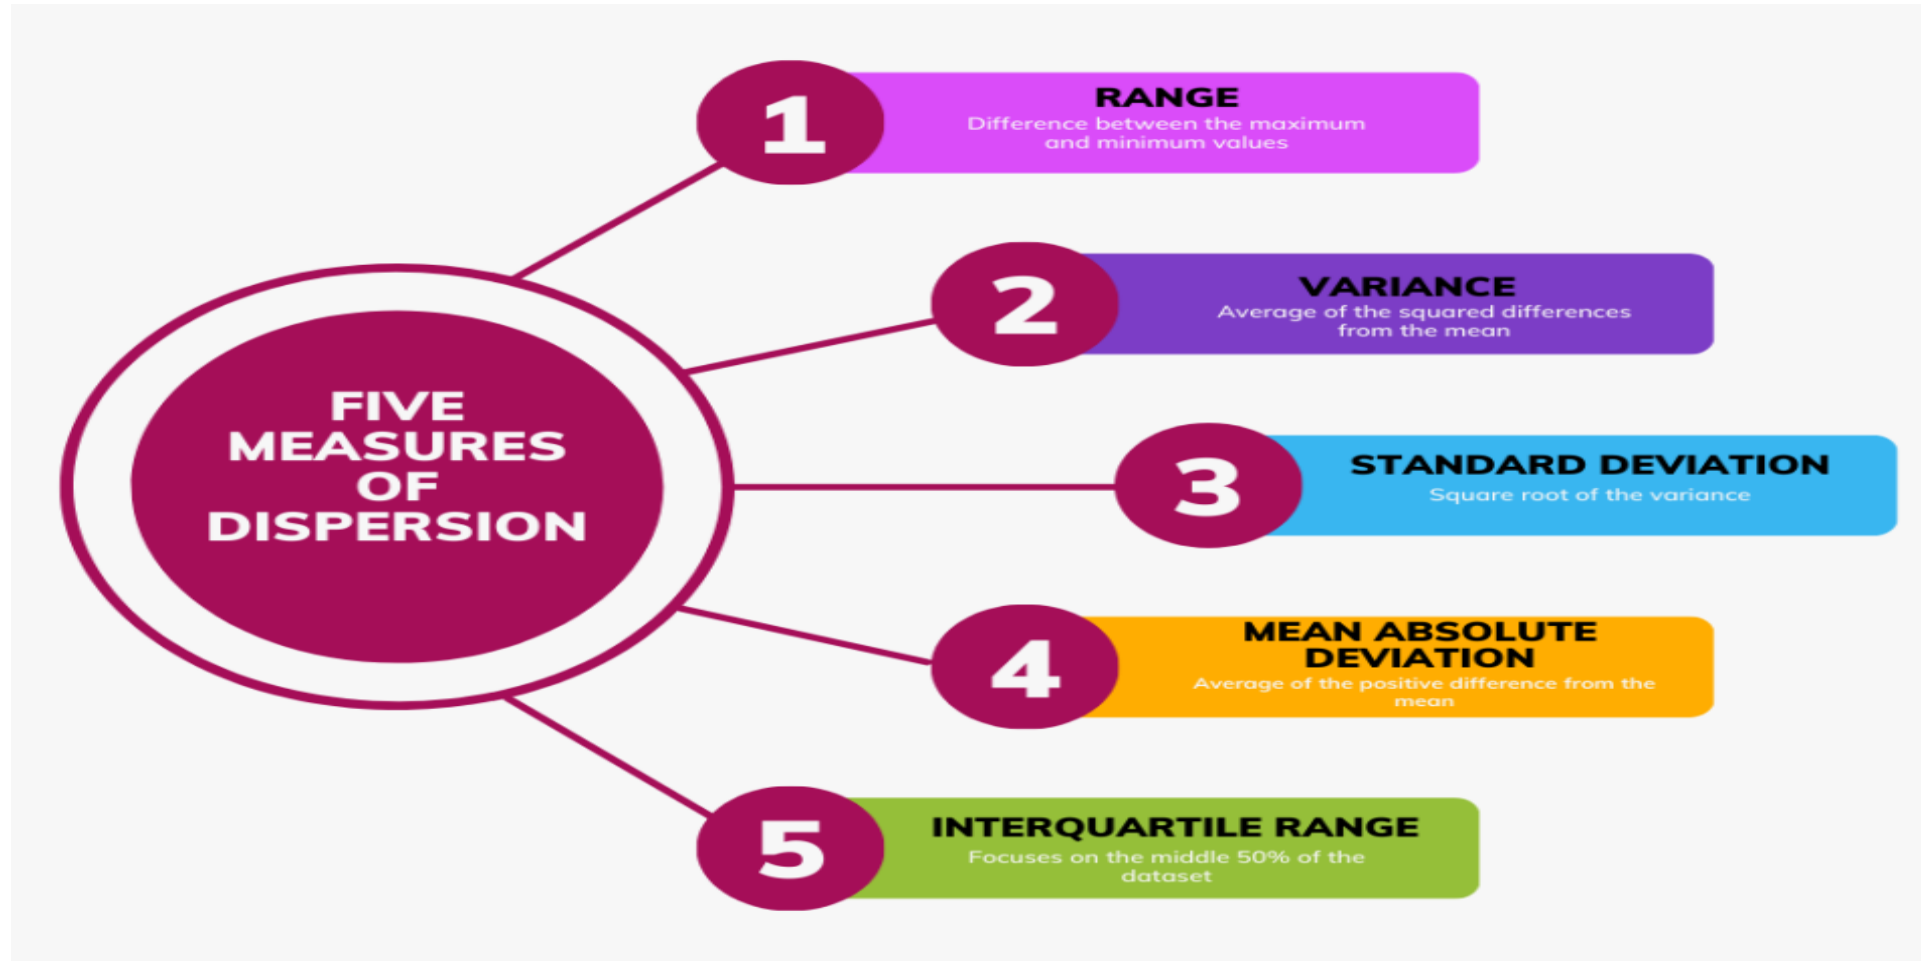 FIVE
MEASURES
OF
DISPERSION
1
RANGE
Difference between the maximum
and minimum values
2
VARIANCE
Average of the squared differences
from the mean
3
STANDARD DEVIATION
Square root of the variance
4
MEAN ABSOLUTE
DEVIATION
Average of the positive difference from the
mean
5
INTERQUARTILE RANGE
Focuses on the middle 50% of the
dataset